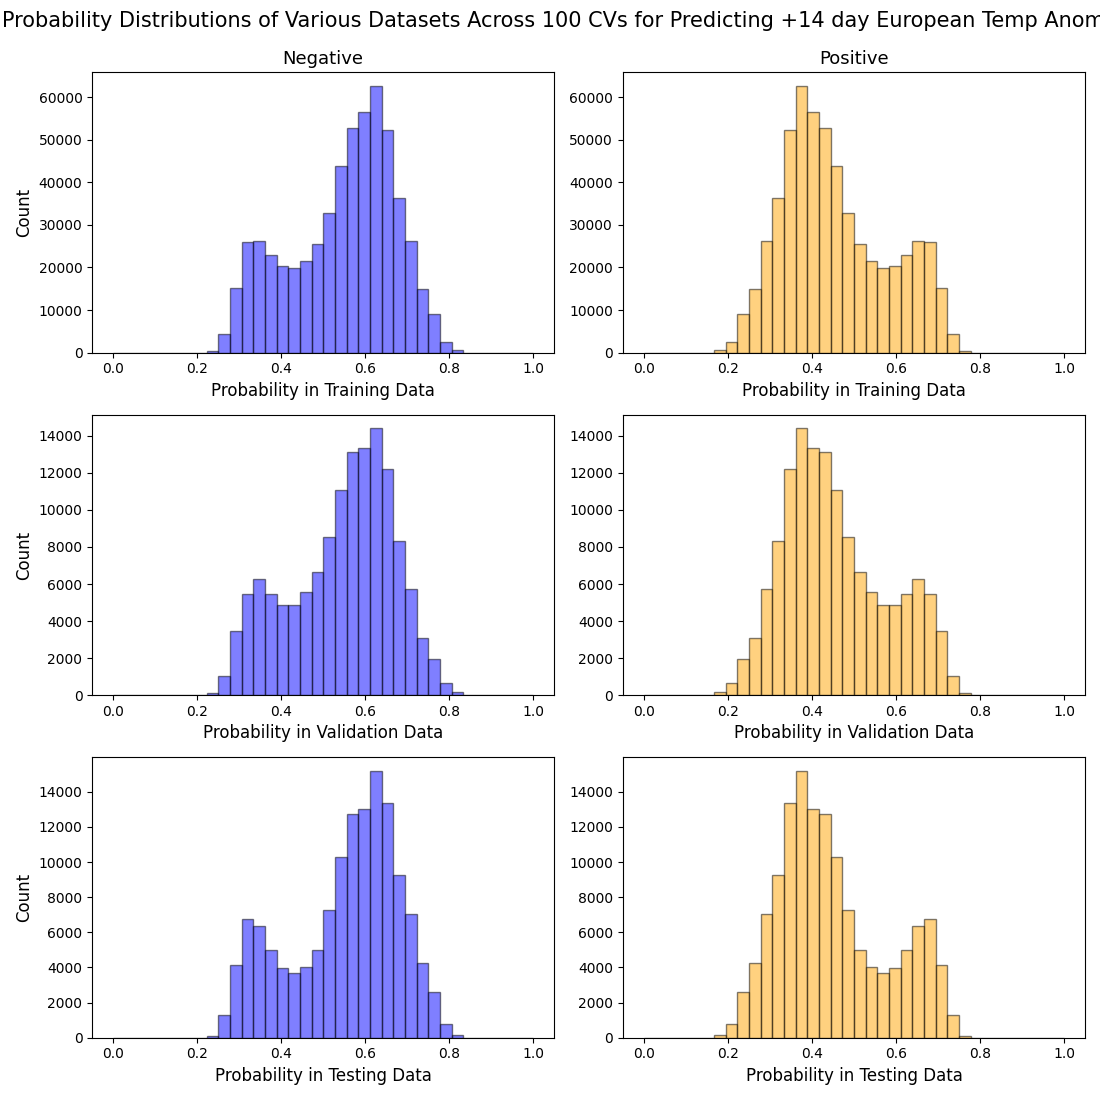 Probability Distributions of Various Datasets Across 100 CVs for Predicting +14 day European Temp Anom
Negative
Positive
60000
50000
40000
30000
20000
10000
0
Count
0.0 0.2 0.4 0.6 0.8 1.0
Probability in Training Data
60000
50000
40000
30000
20000
10000
0
0.0 0.2 0.4 0.6 0.8 1.0
Probability in Training Data
14000
12000
10000
8000
6000
4000
2000
0
Count
0.0 0.2 0.4 0.6 0.8 1.0
Probability in Validation Data
14000
12000
10000
8000
6000
4000
2000
0
0.0 0.2 0.4 0.6 0.8 1.0
Probability in Validation Data
14000
12000
10000
8000
6000
4000
2000
0
Count
0.0 0.2 0.4 0.6 0.8 1.0
Probability in Testing Data
14000
12000
10000
8000
6000
4000
2000
0
0.0 0.2 0.4 0.6 0.8 1.0
Probability in Testing Data